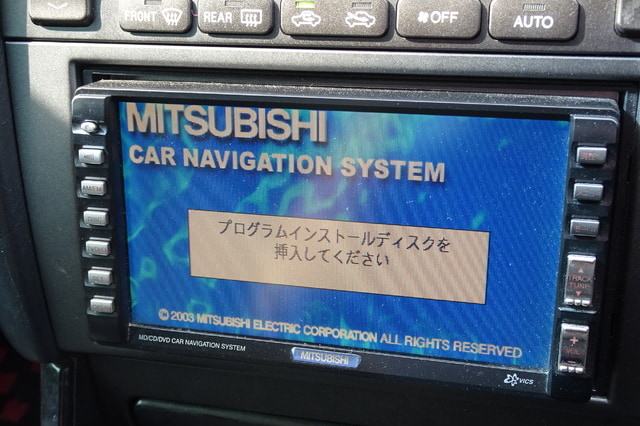 FRONT
REAR
OFF
AUTO
MITSUBISHI
CAR NAVIGATION SYSTEM
プログラムインストールディスクを
挿入してください
© 2003 MITSUBISHI ELECTRIC CORPORATION ALL RIGHTS RESERVED
TRACK
TUNE
MD/CD/DVD CAR NAVIGATION SYSTEM
MITSUBISHI
VICS